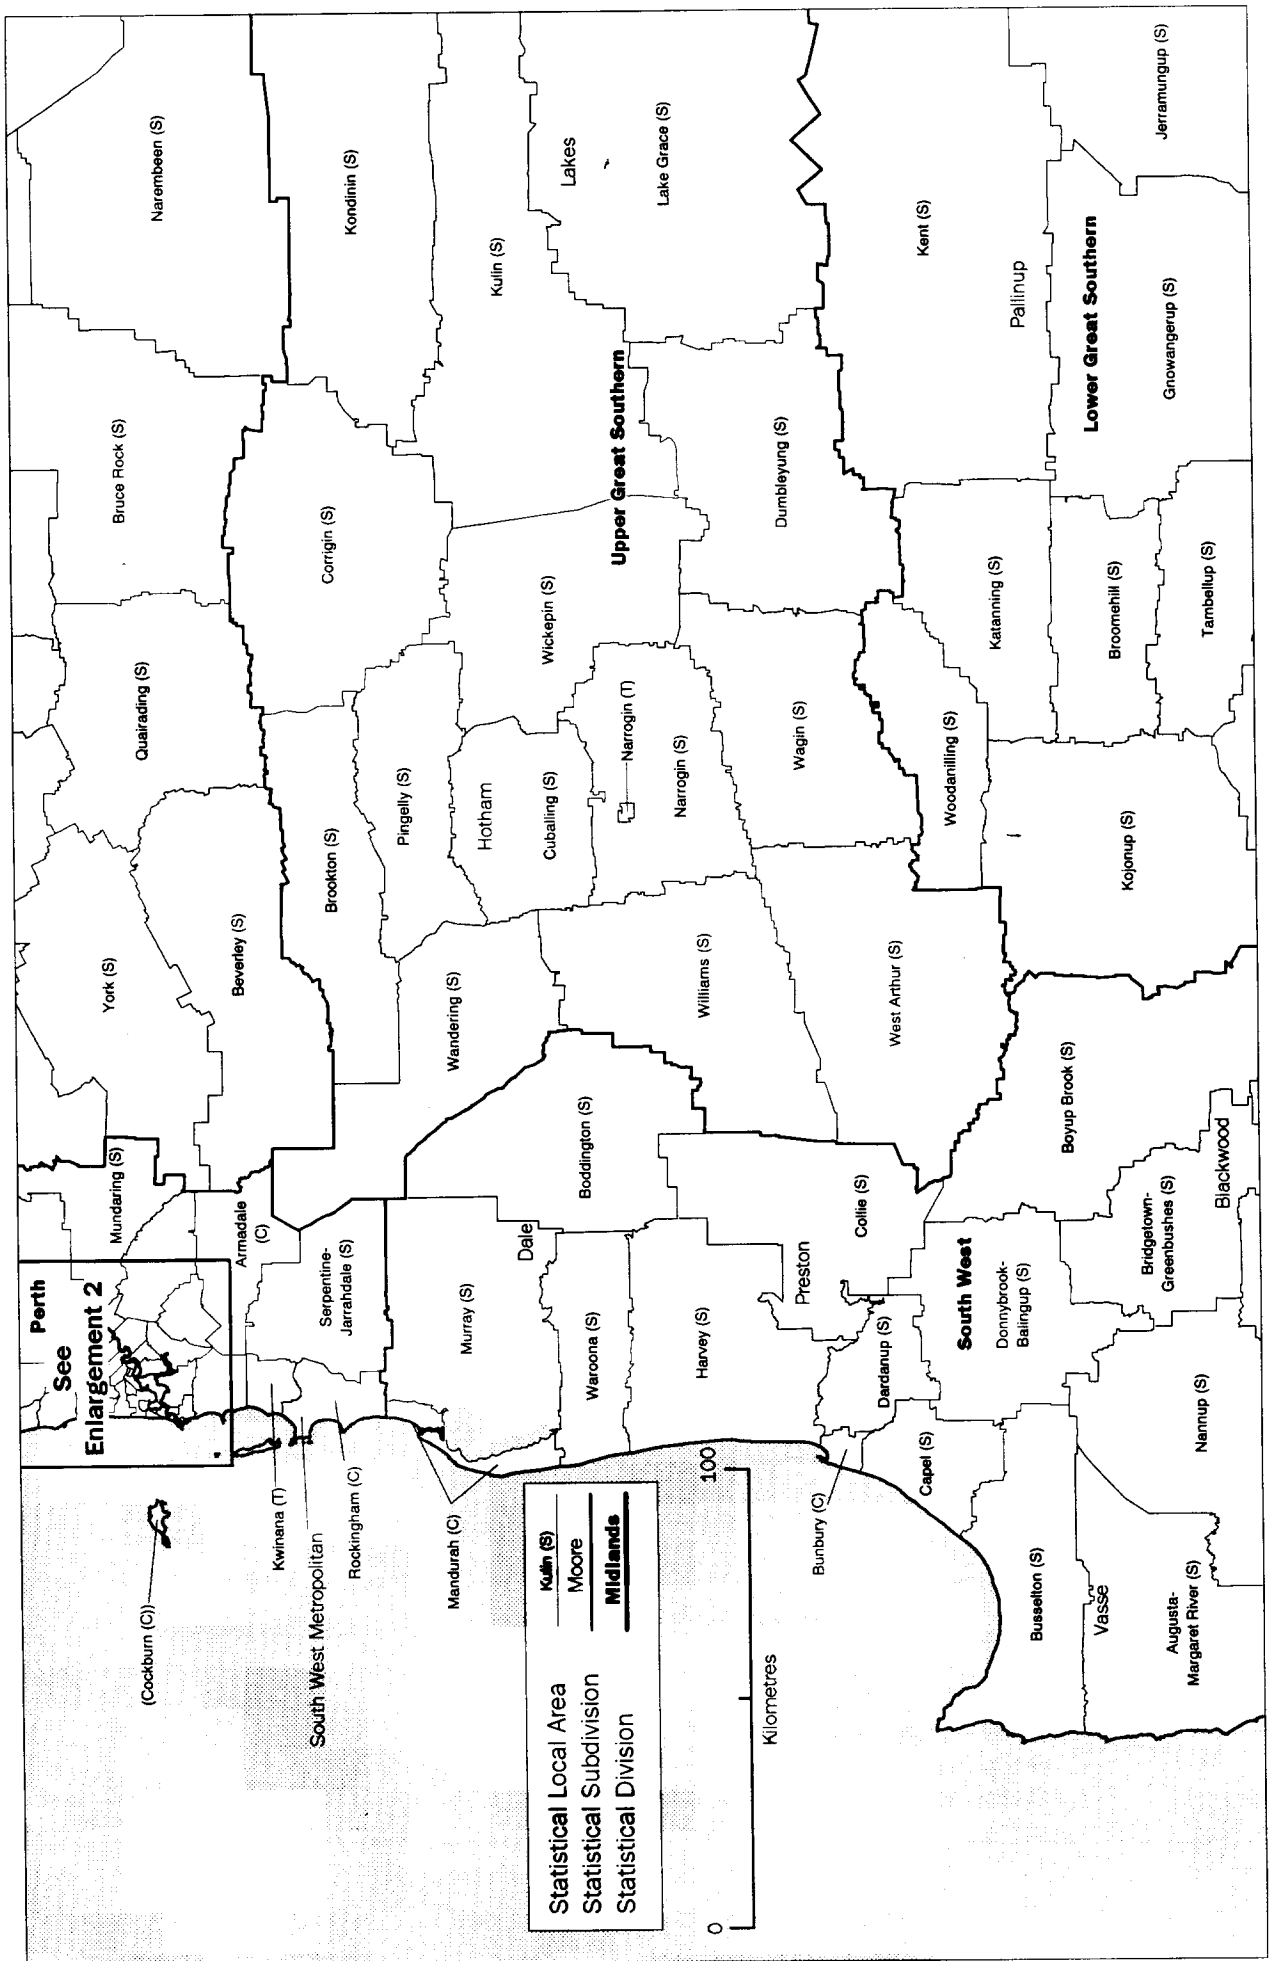 Perth
See
Enlargement 2
(Cockburn (C))
Mundaring (S)
York (S)
Quairading (S)
Bruce Rock (S)
Narembeen (S)
Armadale
(C)
Beverley (S)
Kwinana (T)
South West Metropolitan
Rockingham (C)
Serpentine-
Jarrahdale (S)
Brookton (S)
Corrigin (S)
Kondinin (S)
Pingelly (S)
Mandurah (C)
Murray (S)
Dale
Wandering (S)
Hotham
Cuballing (S)
Wickepin (S)
Kulin (S)
Lakes
Waroona (S)
Boddington (S)
Narrogin (T)
Narrogin (S)
Upper Great Southern
Lake Grace (S)
Harvey (S)
Williams (S)
Wagin (S)
Dumbleyung (S)
Preston
Collie (S)
West Arthur (S)
Bunbury (C)
Dardanup (S)
Capel (S)
South West
Donnybrook-
Balingup (S)
Woodanilling (S)
Katanning (S)
Kent (S)
Pallinup
Busselton (S)
Boyup Brook (S)
Kojonup (S)
Broomehill (S)
Lower Great Southern
Vasse
Augusta-
Margaret River (S)
Nannup (S)
Bridgetown-
Greenbushes (S)
Blackwood
Tambellup (S)
Gnowangerup (S)
Jerramungup (S)
Statistical Local Area
Kulin (S)
Statistical Subdivision
Moore
Statistical Division
Midlands
0
100
Kilometres